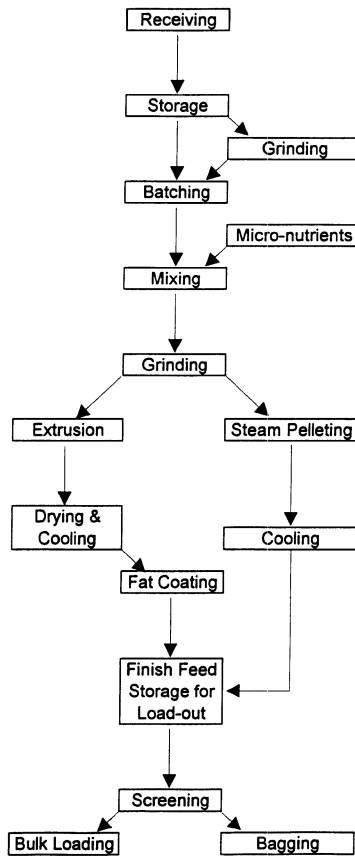 Receiving
Storage
Grinding
Batching
Micro-nutrients
Mixing
Grinding
Extrusion
Steam Pelleting
Drying &
Cooling
Cooling
Fat Coating
Finish Feed
Storage for
Load-out
Screening
Bulk Loading
Bagging